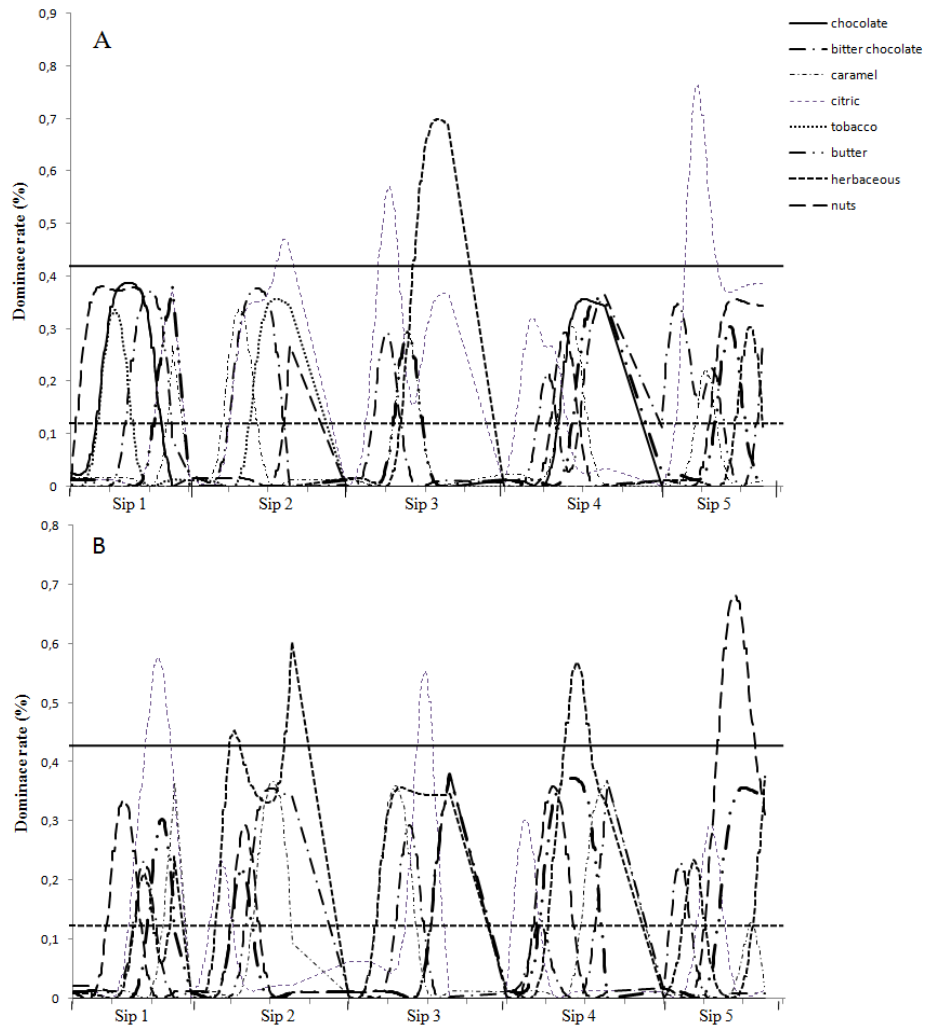 A
0,9
0,8
0,7
0,6
0,5
0,4
0,3
0,2
0,1
0
Dominace rate (%)
Sip 1 Sip 2 Sip 3 Sip 4 Sip 5
chocolate
bitter chocolate
caramel
citric
tobacco
butter
herbaceous
nuts
B
0,8
0,7
0,6
0,5
0,4
0,3
0,2
0,1
0
Dominace rate (%)
Sip 1 Sip 2 Sip 3 Sip 4 Sip 5